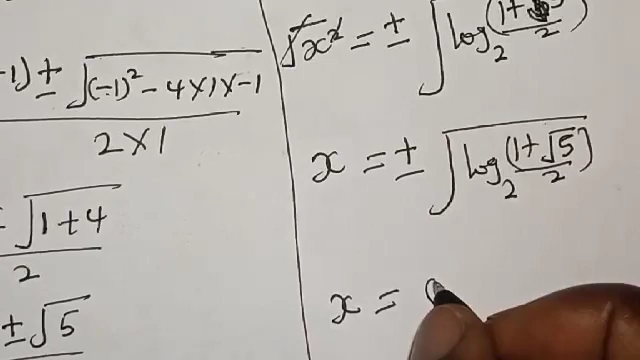 -1) ± √(-1)² - 4×1×-1
2×1
√1+4
2
± √5
√x² = ± √log₂(1+√5)/2
x = ± √log₂(1+√5)/2
x =